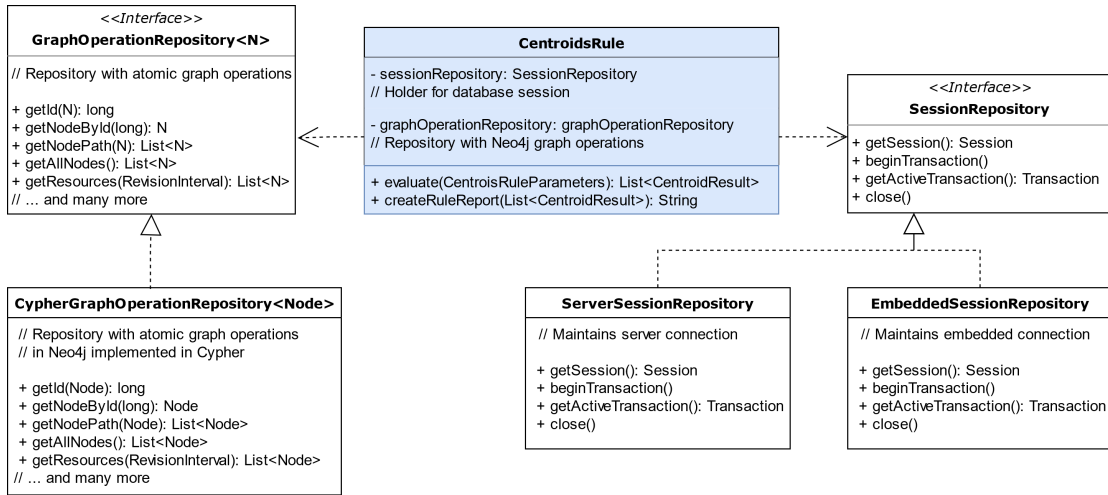 <<Interface>>
GraphOperationRepository<N>
// Repository with atomic graph operations
+ getId(N): long
+ getNodeById(long): N
+ getNodePath(N): List<N>
+ getAllNodes(): List<N>
+ getResources(RevisionInterval): List<N>
// ... and many more
CentroidsRule
- sessionRepository: SessionRepository
// Holder for database session
- graphOperationRepository: graphOperationRepository
// Repository with Neo4j graph operations
+ evaluate(CentroisRuleParameters): List<CentroidResult>
+ createRuleReport(List<CentroidResult>): String
<<Interface>>
SessionRepository
+ getSession(): Session
+ beginTransaction()
+ getActiveTransaction(): Transaction
+ close()
CypherGraphOperationRepository<Node>
// Repository with atomic graph operations
// in Neo4j implemented in Cypher
+ getId(Node): long
+ getNodeById(long): Node
+ getNodePath(Node): List<Node>
+ getAllNodes(): List<Node>
+ getResources(RevisionInterval): List<Node>
// ... and many more
ServerSessionRepository
// Maintains server connection
+ getSession(): Session
+ beginTransaction()
+ getActiveTransaction(): Transaction
+ close()
EmbeddedSessionRepository
// Maintains embedded connection
+ getSession(): Session
+ beginTransaction()
+ getActiveTransaction(): Transaction
+ close()